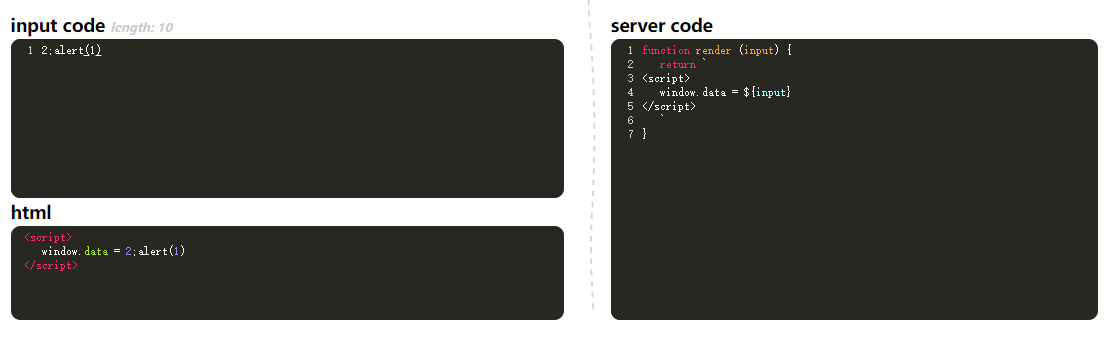 input code length: 10
1 2;alert(1)
html
<script>
window.data = 2;alert(1)
</script>
server code
1 function render (input) {
2 return `
3 <script>
4 window.data = ${input}
5 </script>
6 `
7 }